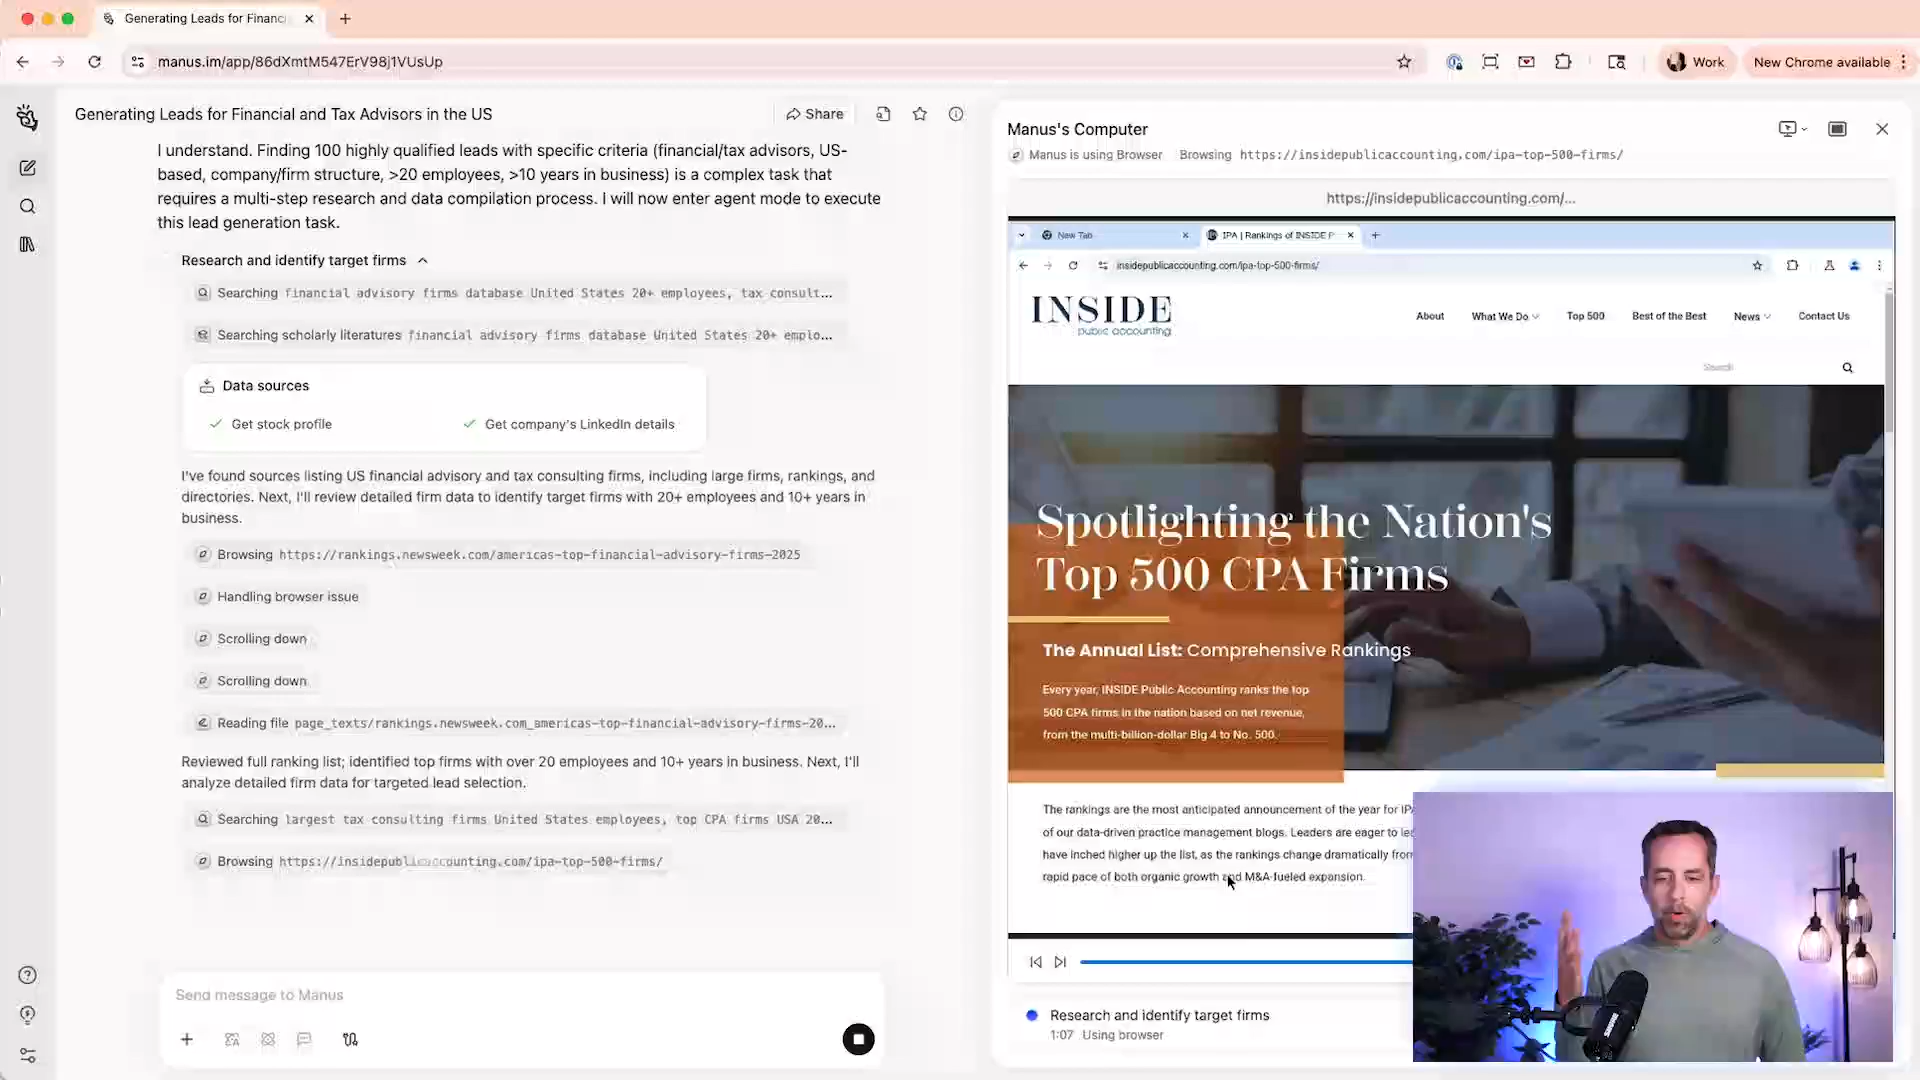 Generating Leads for Financi
manus.im/app/86dXmtM547ErV98j1VUsUp
Work
New Chrome available
Generating Leads for Financial and Tax Advisors in the US
Share
I understand. Finding 100 highly qualified leads with specific criteria (financial/tax advisors, US-
based, company/firm structure, >20 employees, >10 years in business) is a complex task that
requires a multi-step research and data compilation process. I will now enter agent mode to execute
this lead generation task.
Research and identify target firms
Searching financial advisory firms database United States 20+ employees, tax consult...
Searching scholarly literatures financial advisory firms database United States 20+ emplo...
Data sources
Get stock profile
Get company's LinkedIn details
I've found sources listing US financial advisory and tax consulting firms, including large firms, rankings, and
directories. Next, I'll review detailed firm data to identify target firms with 20+ employees and 10+ years in
business.
Browsing https://rankings.newsweek.com/americas-top-financial-advisory-firms-2025
Handling browser issue
Scrolling down
Scrolling down
Reading file page_texts/rankings.newsweek.com_americas-top-financial-advisory-firms-20...
Reviewed full ranking list; identified top firms with over 20 employees and 10+ years in business. Next, I'll
analyze detailed firm data for targeted lead selection.
Searching largest tax consulting firms United States employees, top CPA firms USA 20...
Browsing https://insidepublicaccounting.com/ipa-top-500-firms/
Send message to Manus
Manus's Computer
Manus is using Browser Browsing https://insidepublicaccounting.com/ipa-top-500-firms/
https://insidepublicaccounting.com/...
New Tab
IPA | Rankings of INSIDE P
insidepublicaccounting.com/ipa-top-500-firms/
INSIDE
public accounting
About
What We Do
Top 500
Best of the Best
News
Contact Us
Search
Spotlighting the Nation's
Top 500 CPA Firms
The Annual List: Comprehensive Rankings
Every year, INSIDE Public Accounting ranks the top
500 CPA firms in the nation based on net revenue,
from the multi-billion-dollar Big 4 to No. 500.
The rankings are the most anticipated announcement of the year for
of our data-driven practice management blogs. Leaders are eager to
have inched higher up the list, as the rankings change dramatically
rapid pace of both organic growth and M&A-fueled expansion.
Research and identify target firms
1:07 Using browser